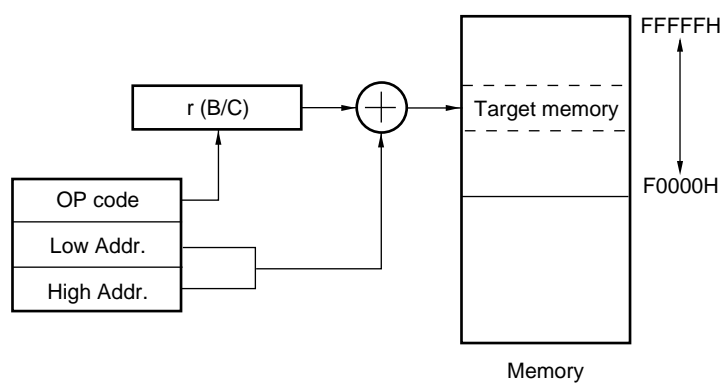 FFFFFH
r (B/C)
Target memory
F0000H
OP code
Low Addr.
High Addr.
Memory